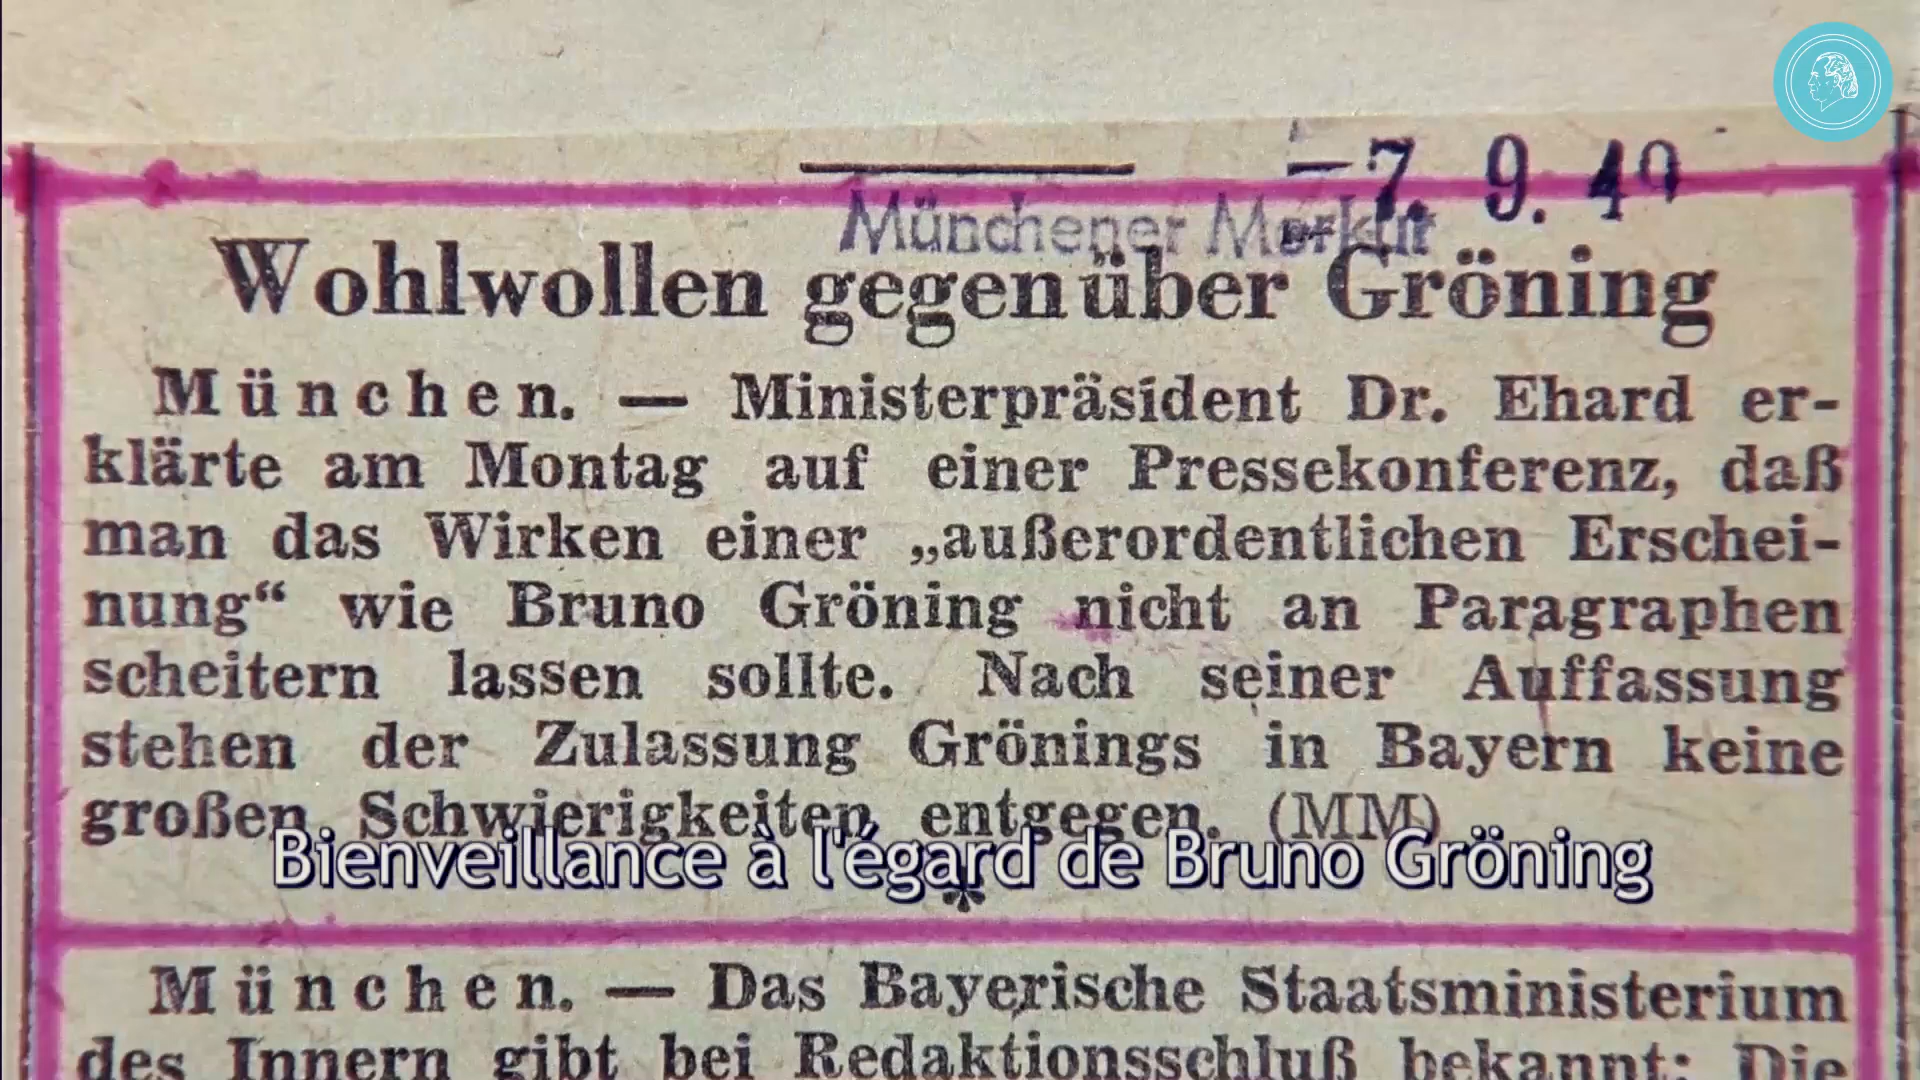 -7. 9. 49
Münchener Merkur
Wohlwollen gegenüber Gröning
München. — Ministerpräsident Dr. Ehard er-
klärte am Montag auf einer Pressekonferenz, daß
man das Wirken einer „außerordentlichen Erschei-
nung“ wie Bruno Gröning nicht an Paragraphen
scheitern lassen sollte. Nach seiner Auffassung
stehen der Zulassung Grönings in Bayern keine
großen Schwierigkeiten entgegen. (MM)
Bienveillance à l'égard de Bruno Gröning
*
München. — Das Bayerische Staatsministerium
des Innern gibt bei Redaktionsschluß bekannt: Die